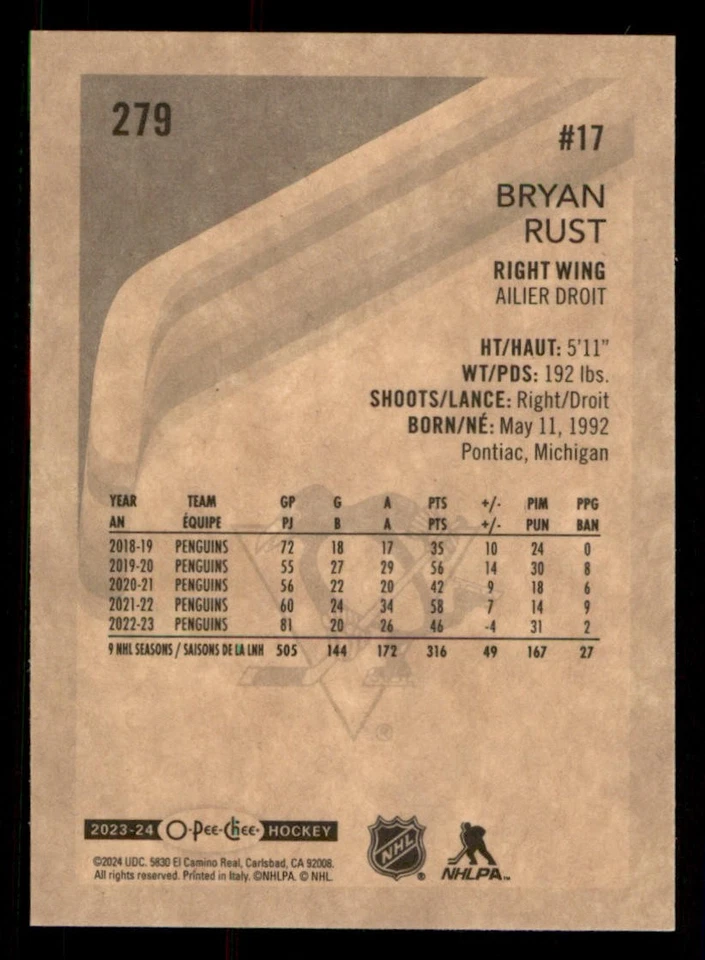 279
#17
BRYAN
RUST
RIGHT WING
AILIER DROIT
HT/HAUT: 5'11"
WT/PDS: 192 lbs.
SHOOTS/LANCE: Right/Droit
BORN/NÉ: May 11, 1992
Pontiac, Michigan
YEAR TEAM GP G A PTS +/- PIM PPG
AN ÉQUIPE PJ B A PTS +/- PUN BAN
2018-19 PENGUINS 72 18 17 35 10 24 0
2019-20 PENGUINS 55 27 29 56 14 30 8
2020-21 PENGUINS 56 22 20 42 9 18 6
2021-22 PENGUINS 60 24 34 58 7 14 9
2022-23 PENGUINS 81 20 26 46 -4 31 2
9 NHL SEASONS / SAISONS DE LA LNH 505 144 172 316 49 167 27
2023-24 O-Pee-Chee HOCKEY
©2024 UDC. 5830 El Camino Real, Carlsbad, CA 92008.
All rights reserved. Printed in Italy. ©NHLPA. © NHL.
NHL ®
NHLPA™
®